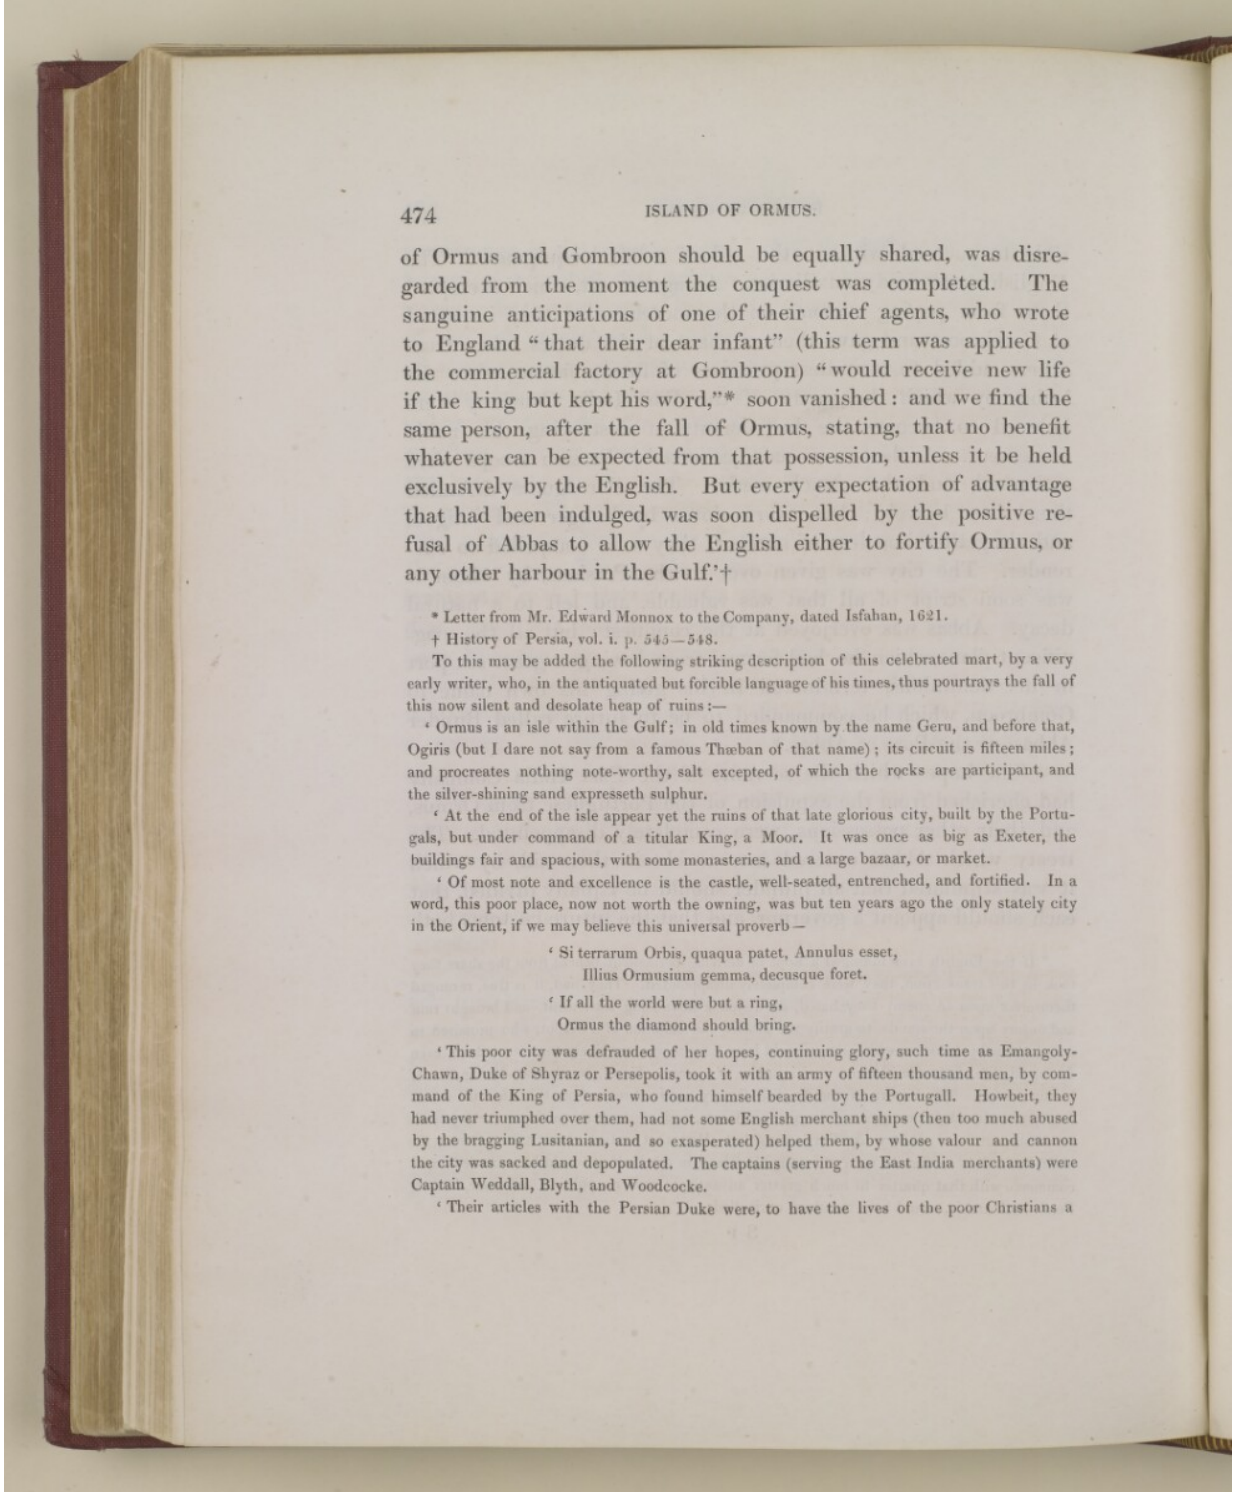 474
ISLAND OF ORMUS.
of Ormus and Gombroon should be equally shared, was disre-
garded from the moment the conquest was completed. The
sanguine anticipations of one of their chief agents, who wrote
to England “that their dear infant” (this term was applied to
the commercial factory at Gombroon) “would receive new life
if the king but kept his word,”* soon vanished: and we find the
same person, after the fall of Ormus, stating, that no benefit
whatever can be expected from that possession, unless it be held
exclusively by the English. But every expectation of advantage
that had been indulged, was soon dispelled by the positive re-
fusal of Abbas to allow the English either to fortify Ormus, or
any other harbour in the Gulf.’†
* Letter from Mr. Edward Monnox to the Company, dated Isfahan, 1621.
† History of Persia, vol. i. p. 545—548.
To this may be added the following striking description of this celebrated mart, by a very
early writer, who, in the antiquated but forcible language of his times, thus pourtrays the fall of
this now silent and desolate heap of ruins:—
‘ Ormus is an isle within the Gulf; in old times known by the name Geru, and before that,
Ogiris (but I dare not say from a famous Thæban of that name); its circuit is fifteen miles;
and procreates nothing note-worthy, salt excepted, of which the rocks are participant, and
the silver-shining sand expresseth sulphur.
‘ At the end of the isle appear yet the ruins of that late glorious city, built by the Portu-
gals, but under command of a titular King, a Moor. It was once as big as Exeter, the
buildings fair and spacious, with some monasteries, and a large bazaar, or market.
‘ Of most note and excellence is the castle, well-seated, entrenched, and fortified. In a
word, this poor place, now not worth the owning, was but ten years ago the only stately city
in the Orient, if we may believe this universal proverb—
‘ Si terrarum Orbis, quaqua patet, Annulus esset,
Illius Ormusium gemma, decusque foret.
‘ If all the world were but a ring,
Ormus the diamond should bring.
‘ This poor city was defrauded of her hopes, continuing glory, such time as Emangoly-
Chawn, Duke of Shyraz or Persepolis, took it with an army of fifteen thousand men, by com-
mand of the King of Persia, who found himself bearded by the Portugall. Howbeit, they
had never triumphed over them, had not some English merchant ships (then too much abused
by the bragging Lusitanian, and so exasperated) helped them, by whose valour and cannon
the city was sacked and depopulated. The captains (serving the East India merchants) were
Captain Weddall, Blyth, and Woodcocke.
‘ Their articles with the Persian Duke were, to have the lives of the poor Christians a